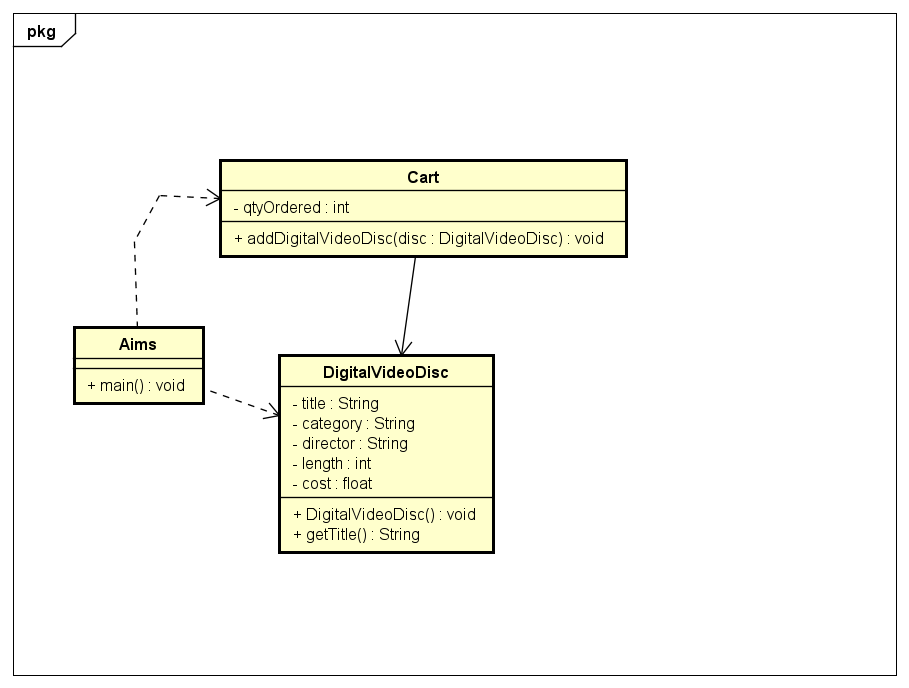 pkg
Cart
- qtyOrdered : int
+ addDigitalVideoDisc(disc : DigitalVideoDisc) : void
Aims
+ main() : void
DigitalVideoDisc
- title : String
- category : String
- director : String
- length : int
- cost : float
+ DigitalVideoDisc() : void
+ getTitle() : String